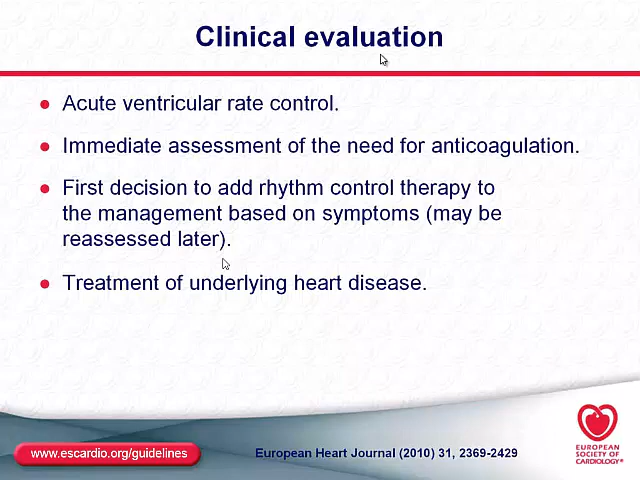 Clinical evaluation
Acute ventricular rate control.
Immediate assessment of the need for anticoagulation.
First decision to add rhythm control therapy to
the management based on symptoms (may be
reassessed later).
Treatment of underlying heart disease.
www.escardio.org/guidelines
European Heart Journal (2010) 31, 2369-2429
EUROPEAN
SOCIETY OF
CARDIOLOGY®